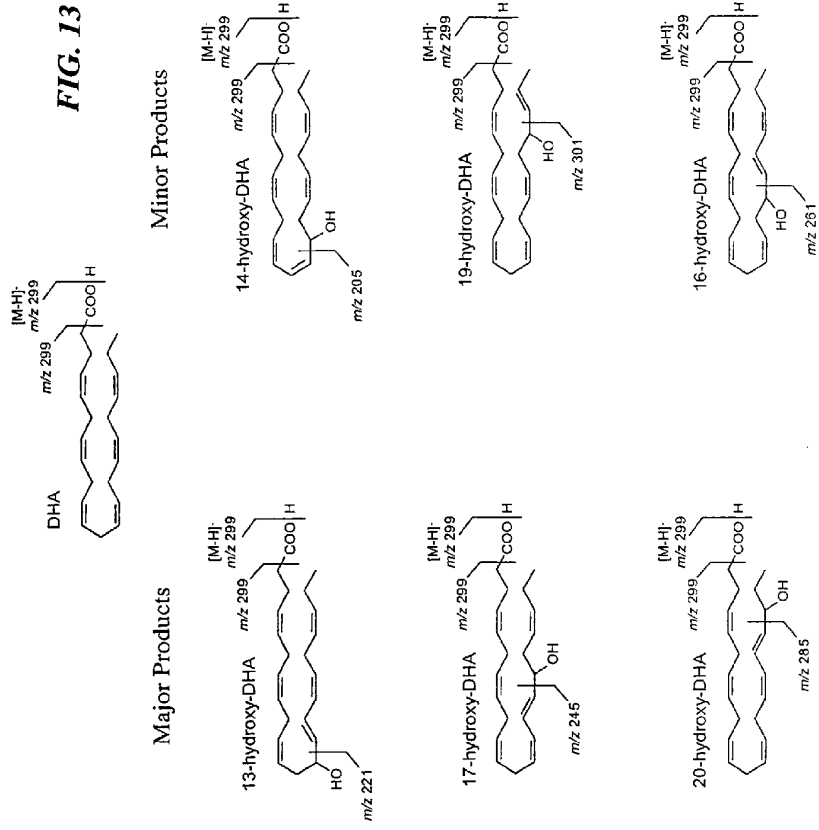 FIG. 13
DHA
[M-H]-
m/z 299
m/z 299
COO H
Major Products
Minor Products
13-hydroxy-DHA
[M-H]-
m/z 299
m/z 299
COO H
HO
m/z 221
14-hydroxy-DHA
[M-H]-
m/z 299
m/z 299
COO H
OH
m/z 205
17-hydroxy-DHA
[M-H]-
m/z 299
m/z 299
COO H
OH
m/z 245
19-hydroxy-DHA
[M-H]-
m/z 299
m/z 299
COO H
HO
m/z 301
20-hydroxy-DHA
[M-H]-
m/z 299
m/z 299
COO H
OH
m/z 285
16-hydroxy-DHA
[M-H]-
m/z 299
m/z 299
COO H
HO
m/z 261